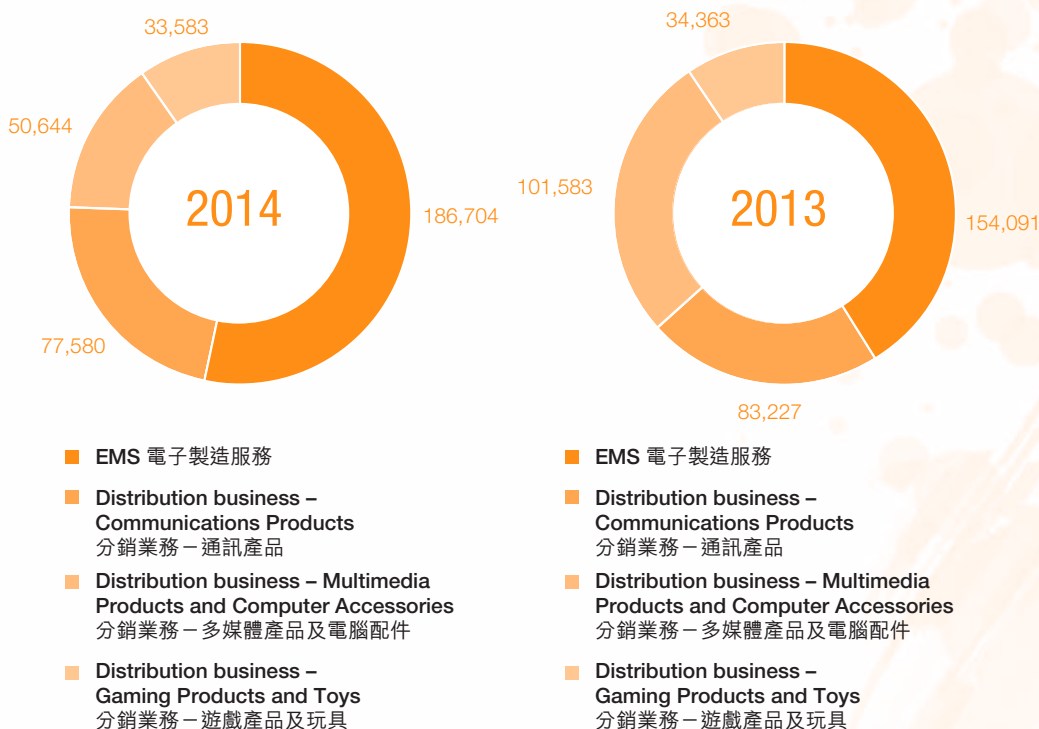 33,583
50,644
2014
186,704
77,580
34,363
101,583
2013
154,091
83,227
EMS 電子製造服務
Distribution business –
Communications Products
分銷業務－通訊產品
Distribution business – Multimedia
Products and Computer Accessories
分銷業務－多媒體產品及電腦配件
Distribution business –
Gaming Products and Toys
分銷業務－遊戲產品及玩具
EMS 電子製造服務
Distribution business –
Communications Products
分銷業務－通訊產品
Distribution business – Multimedia
Products and Computer Accessories
分銷業務－多媒體產品及電腦配件
Distribution business –
Gaming Products and Toys
分銷業務－遊戲產品及玩具